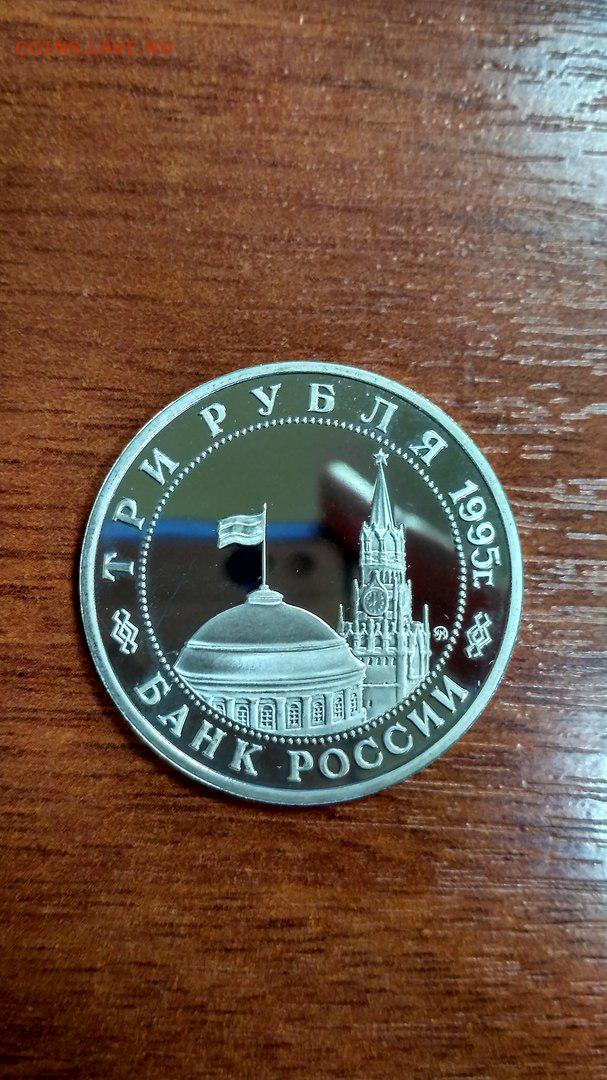 COINS.LAVE.RU
ТРИ РУБЛЯ 1995г.
БАНК РОССИИ